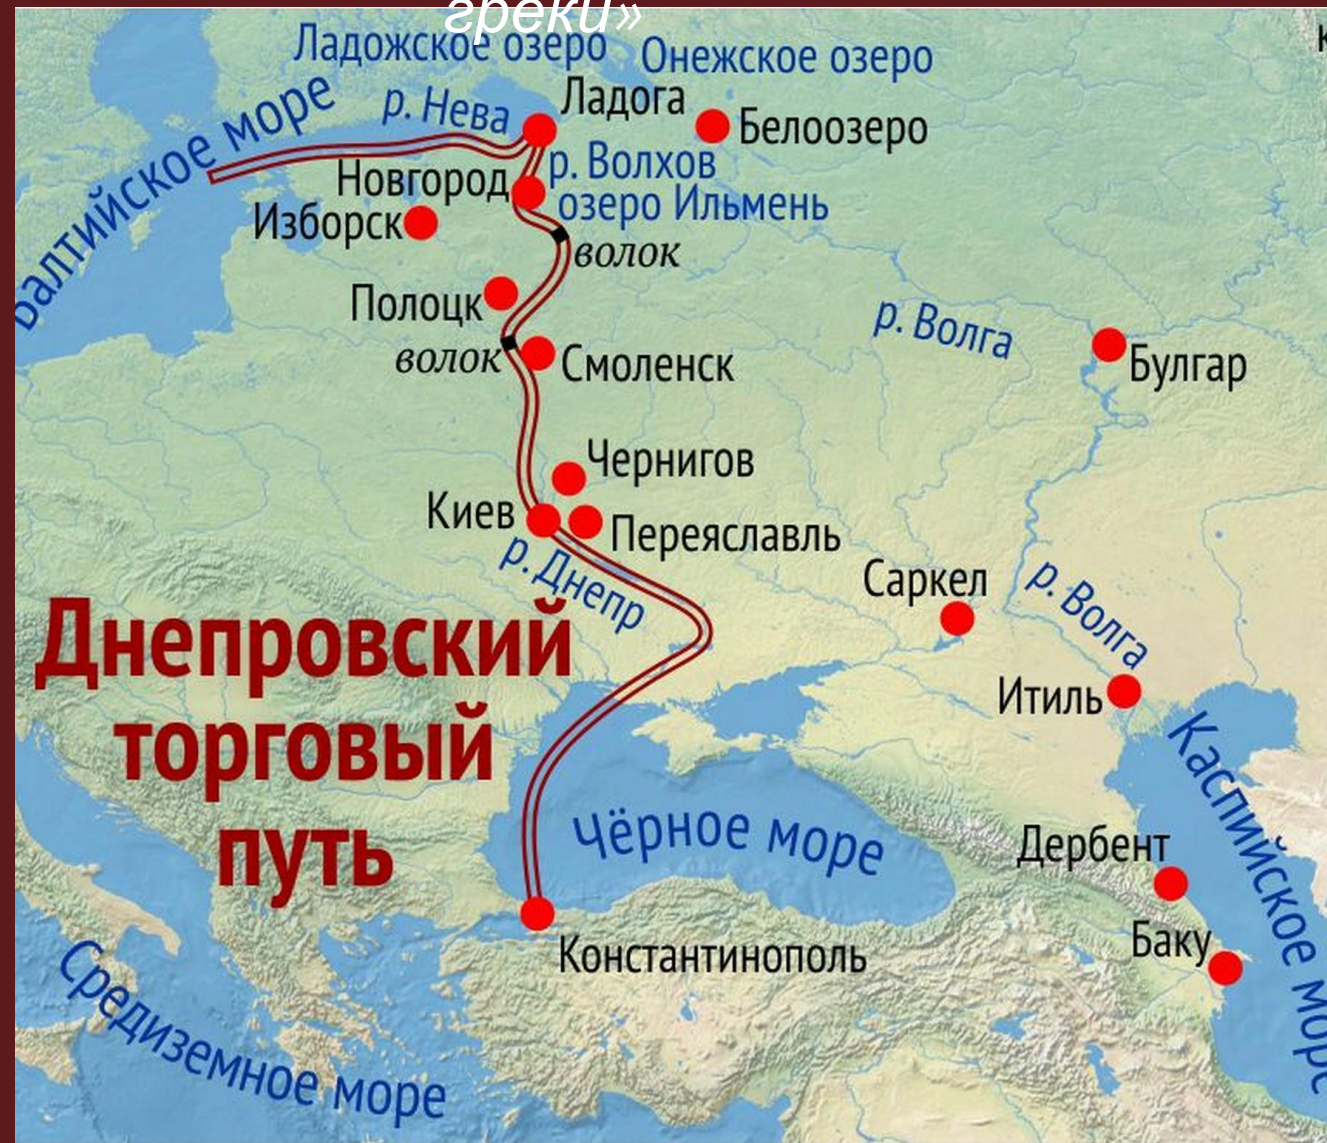 греки»
Ладожское озеро
Онежское озеро
Балтийское море
р. Нева
Ладога
Белоозеро
р. Волхов
Новгород
озеро Ильмень
Изборск
волок
Полоцк
р. Волга
волок
Смоленск
Булгар
Чернигов
Киев
Переяславль
р. Днепр
Саркел
р. Волга
Днепровский
торговый
путь
Итиль
Каспийское море
Чёрное море
Дербент
Баку
Константинополь
Средиземное море